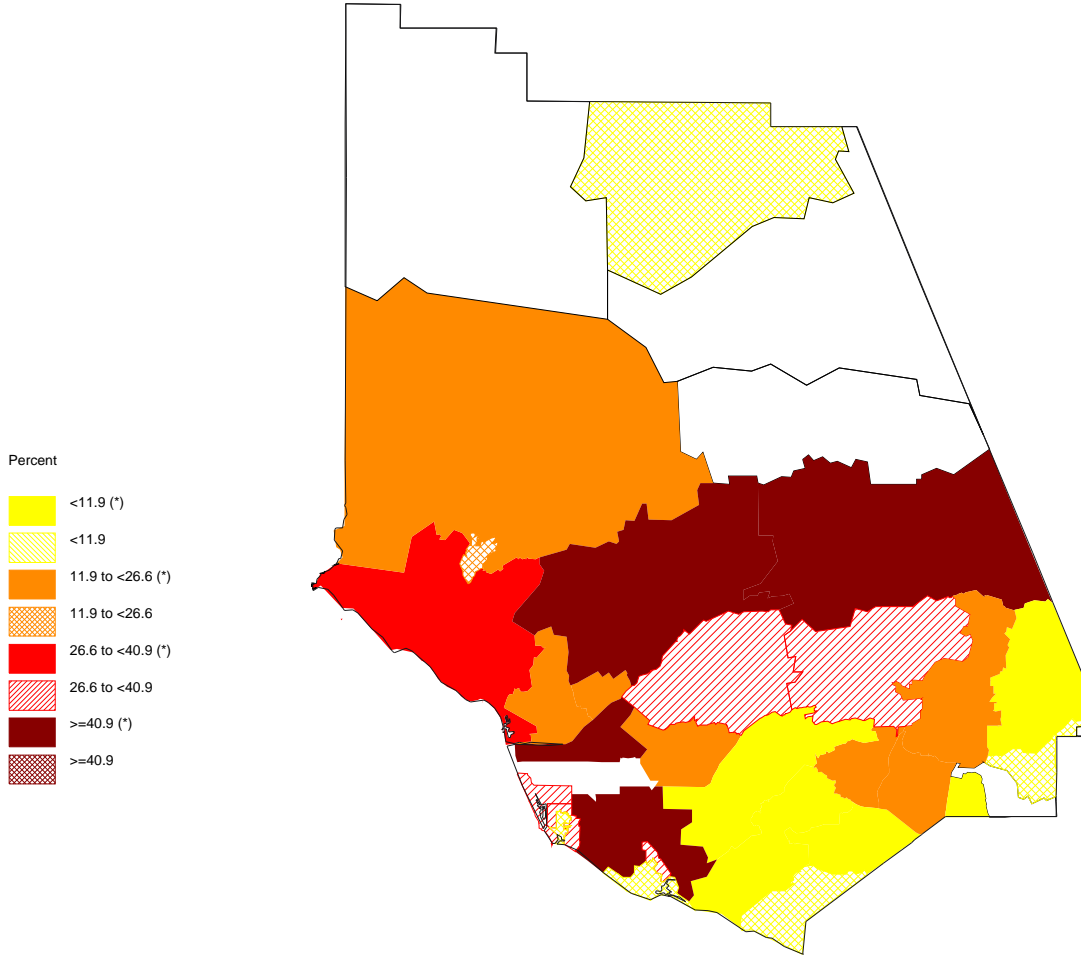 Percent
<11.9 (*)
<11.9
11.9 to <26.6 (*)
11.9 to <26.6
26.6 to <40.9 (*)
26.6 to <40.9
>=40.9 (*)
>=40.9